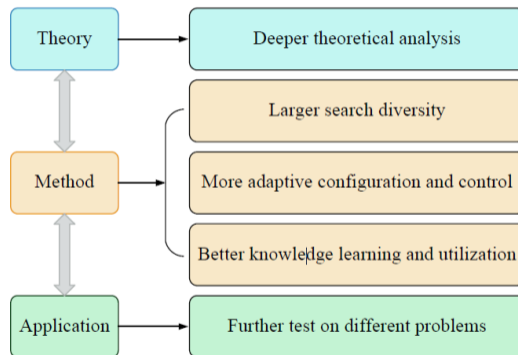 Theory
Deeper theoretical analysis
Larger search diversity
Method
More adaptive configuration and control
Better knowledge learning and utilization
Application
Further test on different problems